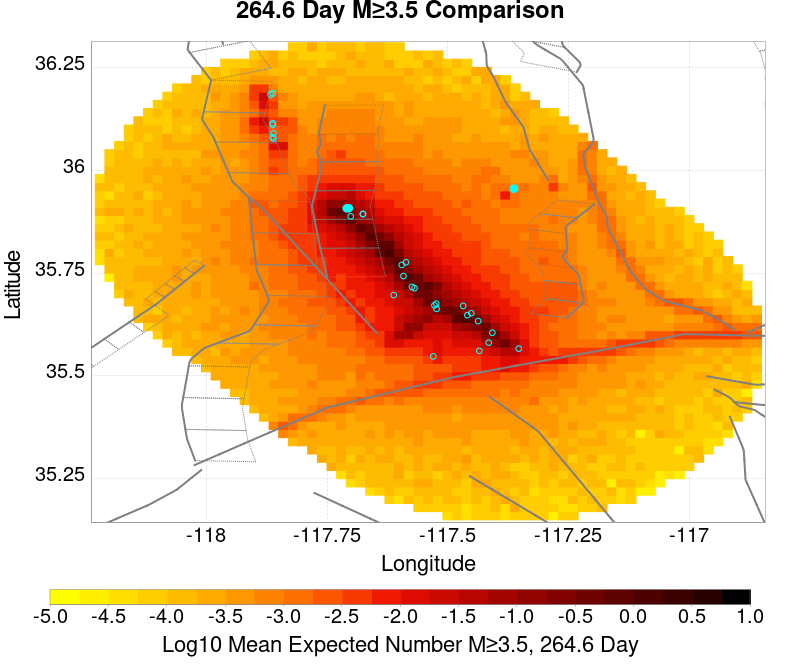 264.6 Day M≥3.5 Comparison
36.25
36
35.75
35.5
35.25
Latitude
-118 -117.75 -117.5 -117.25 -117
Longitude
-5.0 -4.5 -4.0 -3.5 -3.0 -2.5 -2.0 -1.5 -1.0 -0.5 0.0 0.5 1.0
Log10 Mean Expected Number M≥3.5, 264.6 Day